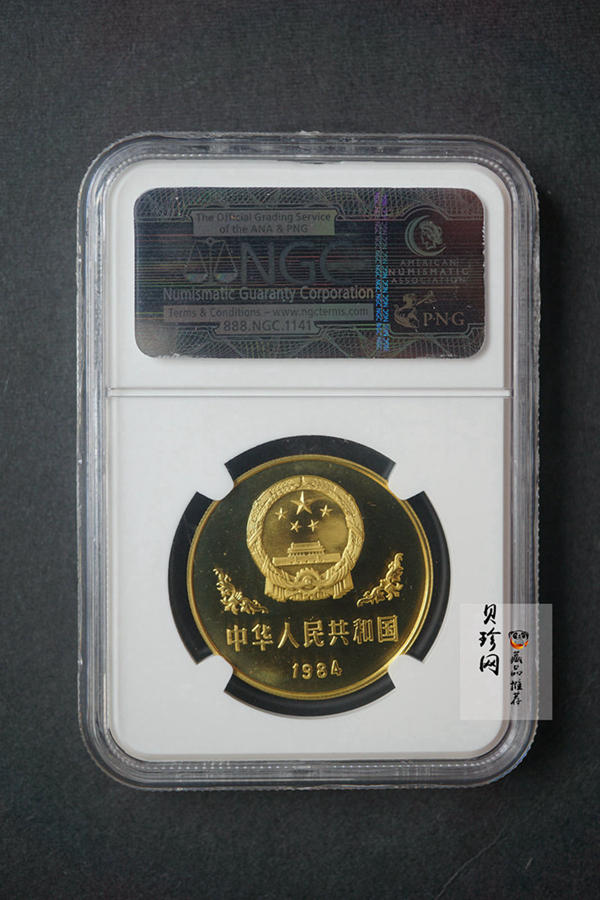 The Official Grading Service
of the ANA & PNG
NGC
Numismatic Guaranty Corporation
Terms & Conditions – www.ngcterms.com
888.NGC.1141
AMERICAN
NUMISMATIC
ASSOCIATION
PNG
中华人民共和国
1984
贝珍网
藏品推荐